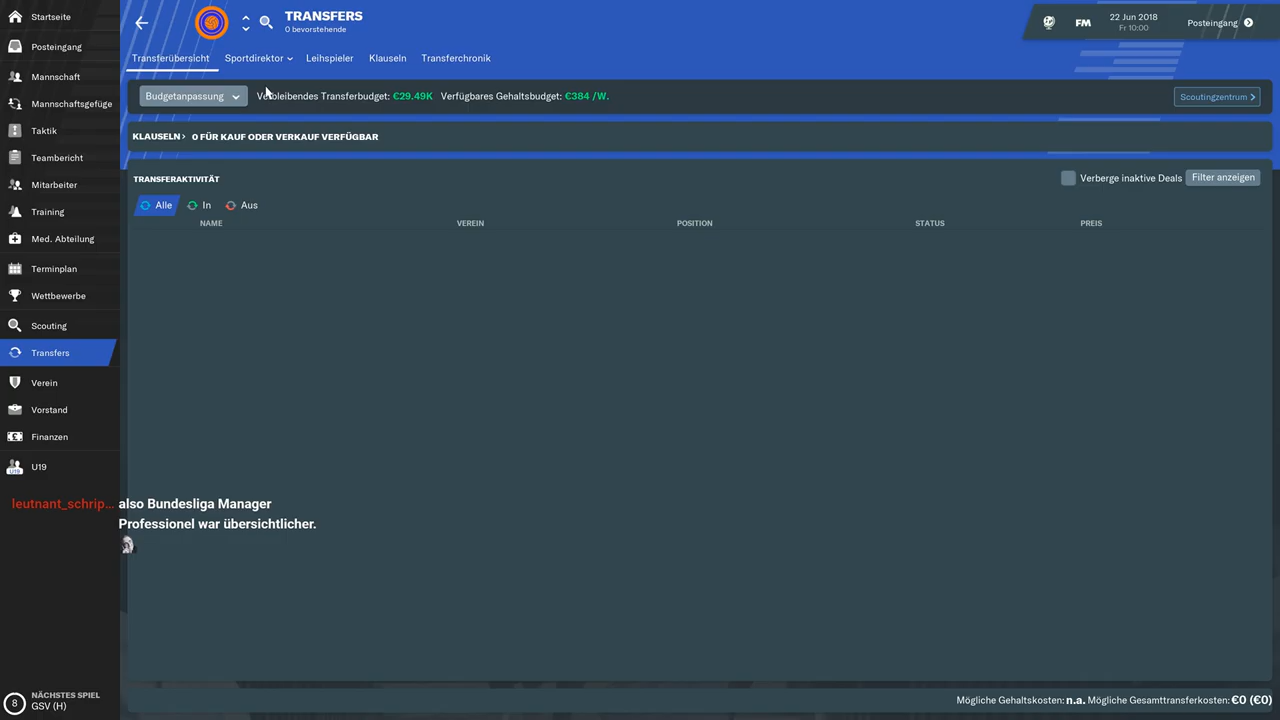 Startseite
Posteingang
Mannschaft
Mannschaftsgefüge
Taktik
Teambericht
Mitarbeiter
Training
Med. Abteilung
Terminplan
Wettbewerbe
Scouting
Transfers
Verein
Vorstand
Finanzen
U19
U19
NÄCHSTES SPIEL
8 GSV (H)
TRANSFERS
0 bevorstehende
FM
22 Jun 2018
Fr 10:00
Posteingang
Transferübersicht Sportdirektor Leihspieler Klauseln Transferchronik
Budgetanpassung Verbleibendes Transferbudget: €29.49K Verfügbares Gehaltsbudget: €384 /W. Scoutingzentrum >
KLAUSELN > 0 FÜR KAUF ODER VERKAUF VERFÜGBAR
TRANSFERAKTIVITÄT Verberge inaktive Deals Filter anzeigen
Alle In Aus
NAME VEREIN POSITION STATUS PREIS
leutnant_schrip... also Bundesliga Manager
Professionel war übersichtlicher.
Mögliche Gehaltskosten: n.a. Mögliche Gesamttransferkosten: €0 (€0)